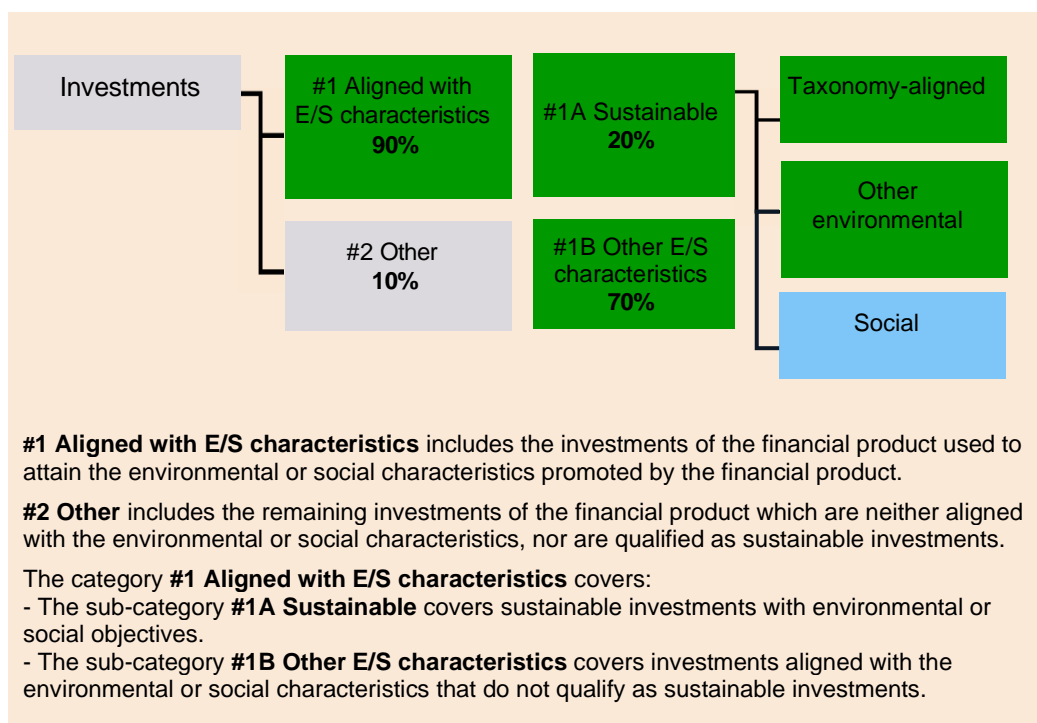 Investments
#1 Aligned with
E/S characteristics
90%
#2 Other
10%
#1A Sustainable
20%
#1B Other E/S
characteristics
70%
Taxonomy-aligned
Other
environmental
Social
#1 Aligned with E/S characteristics includes the investments of the financial product used to
attain the environmental or social characteristics promoted by the financial product.
#2 Other includes the remaining investments of the financial product which are neither aligned
with the environmental or social characteristics, nor are qualified as sustainable investments.
The category #1 Aligned with E/S characteristics covers:
- The sub-category #1A Sustainable covers sustainable investments with environmental or
social objectives.
- The sub-category #1B Other E/S characteristics covers investments aligned with the
environmental or social characteristics that do not qualify as sustainable investments.